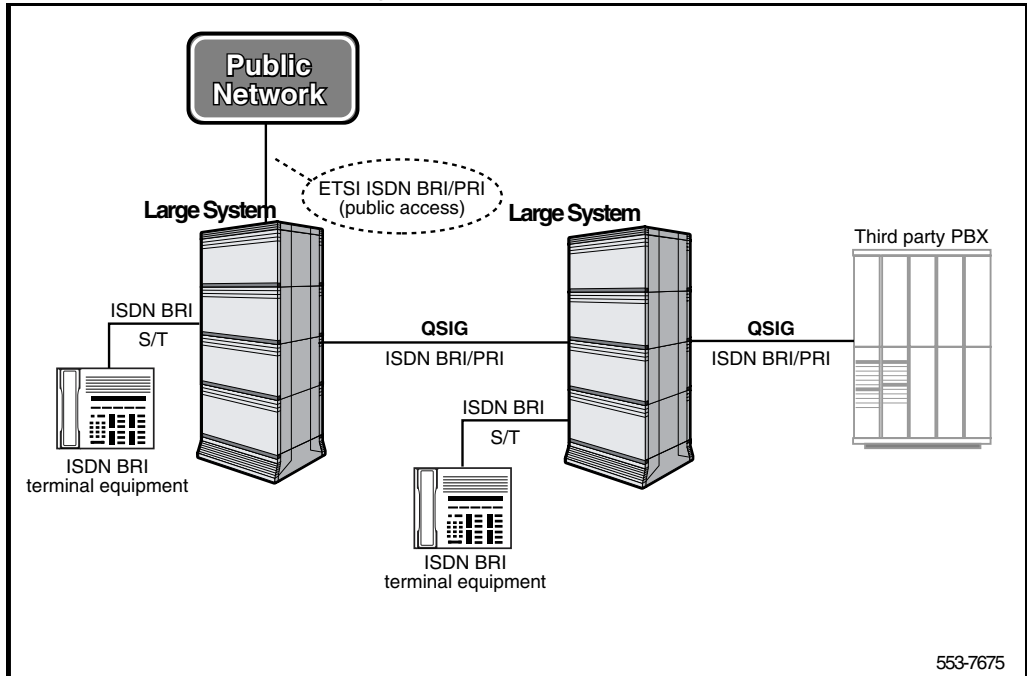 Public
Network
ETSI ISDN BRI/PRI
(public access)
Large System
Large System
Third party PBX
ISDN BRI
S/T
QSIG
ISDN BRI/PRI
QSIG
ISDN BRI/PRI
ISDN BRI
S/T
ISDN BRI
terminal equipment
ISDN BRI
terminal equipment
553-7675